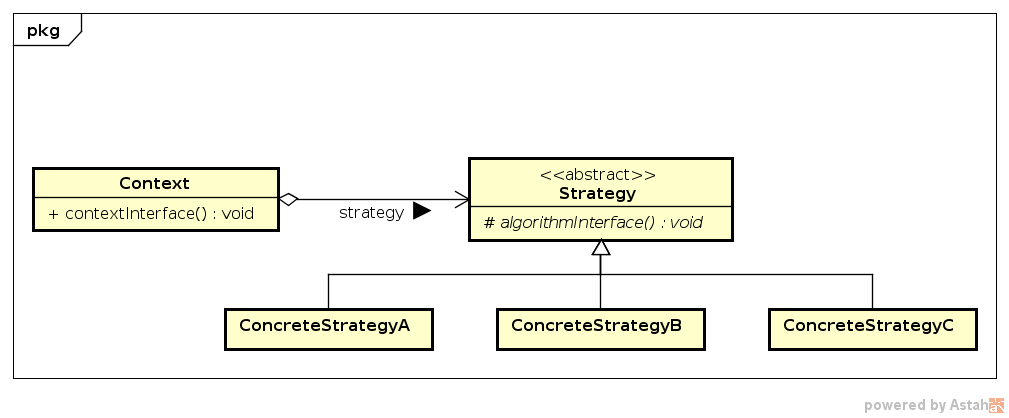 pkg
Context
+ contextInterface() : void
strategy
<<abstract>>
Strategy
# algorithmInterface() : void
ConcreteStrategyA
ConcreteStrategyB
ConcreteStrategyC
powered by Astah